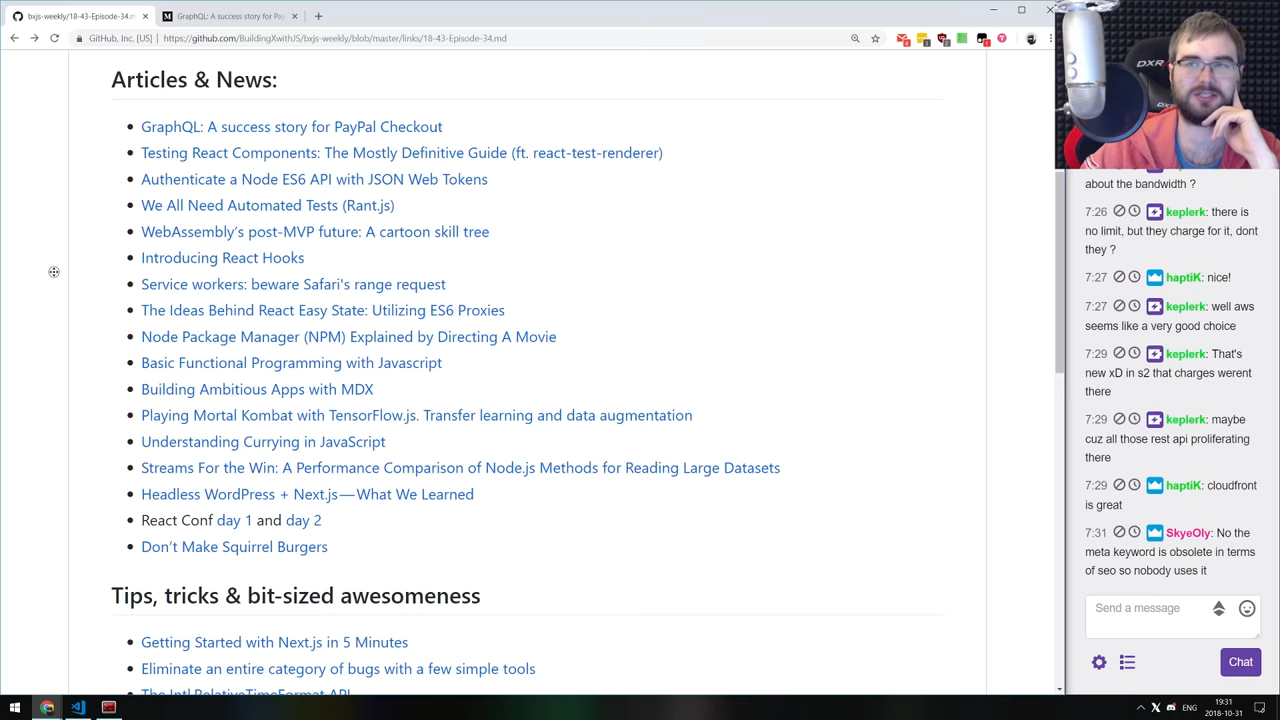 bxjs-weekly/18-43-Episode-34.m
GraphQL: A success story for Pay
GitHub, Inc. [US] | https://github.com/BuildingXwithJS/bxjs-weekly/blob/master/links/18-43-Episode-34.md
DXR
Articles & News:
GraphQL: A success story for PayPal Checkout
Testing React Components: The Mostly Definitive Guide (ft. react-test-renderer)
Authenticate a Node ES6 API with JSON Web Tokens
We All Need Automated Tests (Rant.js)
WebAssembly's post-MVP future: A cartoon skill tree
Introducing React Hooks
Service workers: beware Safari's range request
The Ideas Behind React Easy State: Utilizing ES6 Proxies
Node Package Manager (NPM) Explained by Directing A Movie
Basic Functional Programming with Javascript
Building Ambitious Apps with MDX
Playing Mortal Kombat with TensorFlow.js. Transfer learning and data augmentation
Understanding Currying in JavaScript
Streams For the Win: A Performance Comparison of Node.js Methods for Reading Large Datasets
Headless WordPress + Next.js — What We Learned
React Conf day 1 and day 2
Don't Make Squirrel Burgers
Tips, tricks & bit-sized awesomeness
Getting Started with Next.js in 5 Minutes
Eliminate an entire category of bugs with a few simple tools
The Intl.RelativeTimeFormat API
about the bandwidth ?
7:26 keplerk: there is
no limit, but they charge for it, dont
they ?
7:27 haptiK: nice!
7:27 keplerk: well aws
seems like a very good choice
7:29 keplerk: That's
new xD in s2 that charges werent
there
7:29 keplerk: maybe
cuz all those rest api proliferating
there
7:29 haptiK: cloudfront
is great
7:31 SkyeOly: No the
meta keyword is obsolete in terms
of seo so nobody uses it
Send a message
Chat
ENG
19:31
2018-10-31